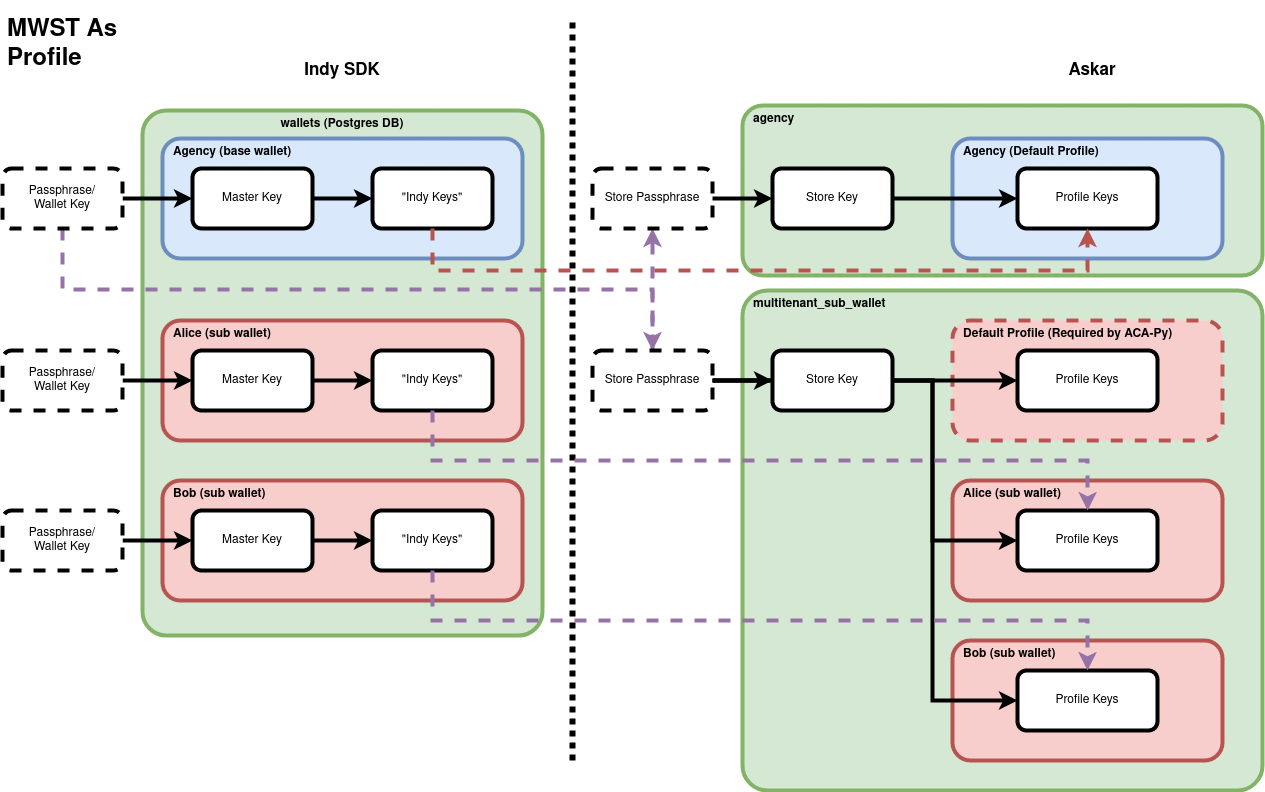 MWST As
Profile
Indy SDK
Askar
wallets (Postgres DB)
Agency (base wallet)
Passphrase/
Wallet Key
Master Key
"Indy Keys"
Alice (sub wallet)
Passphrase/
Wallet Key
Master Key
"Indy Keys"
Bob (sub wallet)
Passphrase/
Wallet Key
Master Key
"Indy Keys"
agency
Agency (Default Profile)
Store Passphrase
Store Key
Profile Keys
multitenant_sub_wallet
Default Profile (Required by ACA-Py)
Store Passphrase
Store Key
Profile Keys
Alice (sub wallet)
Profile Keys
Bob (sub wallet)
Profile Keys